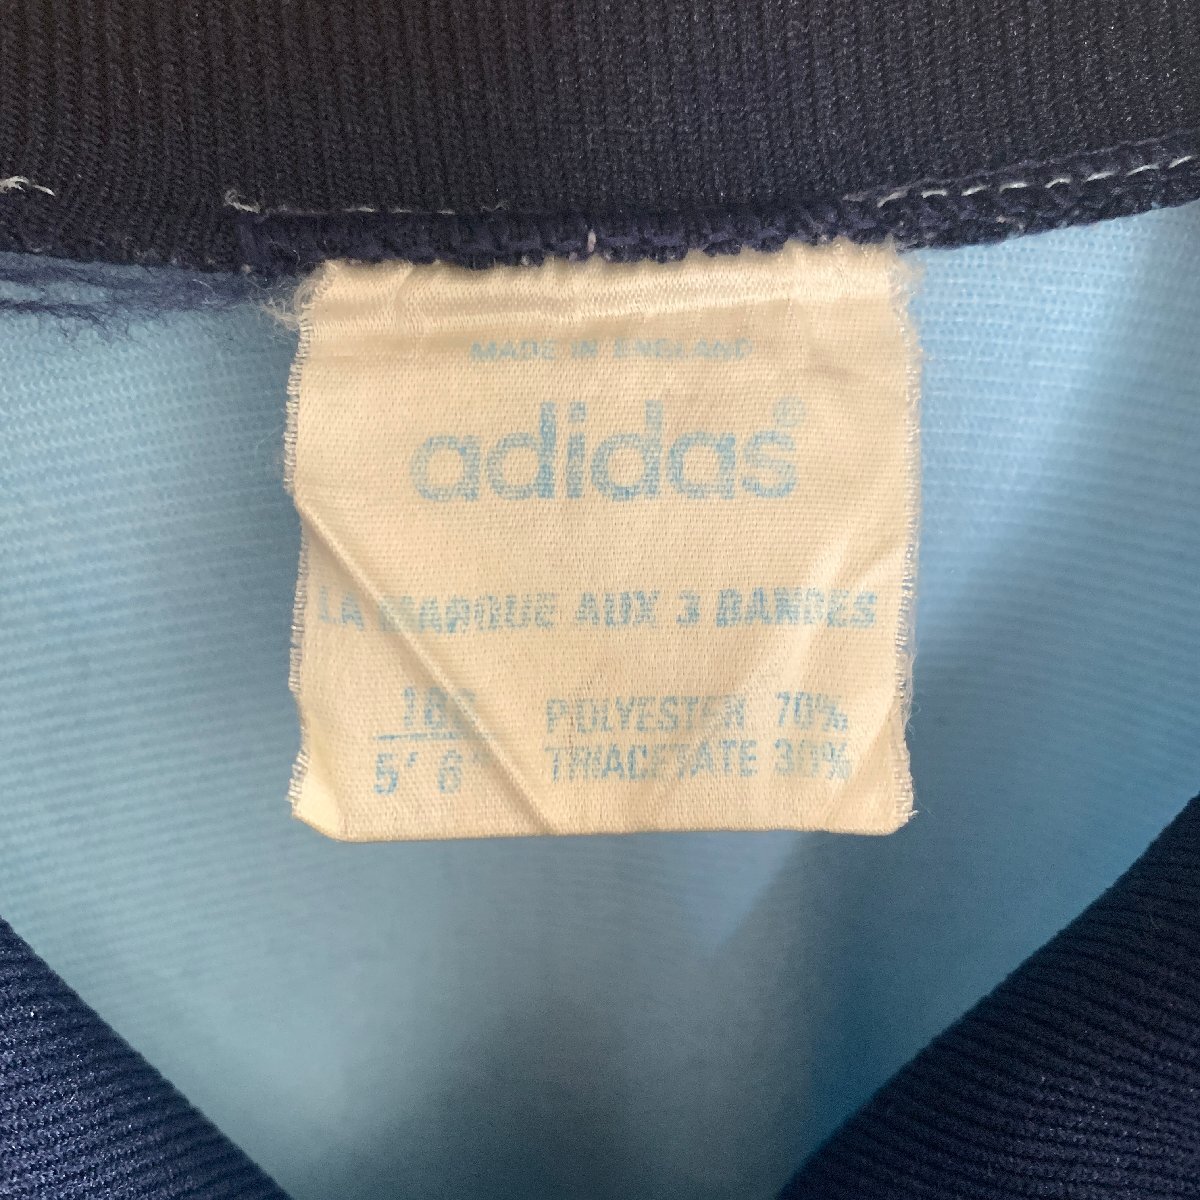 MADE IN ENGLAND
adidas®
LA MARQUE AUX 3 BANDES
5' 6"
POLYESTER 70%
TRIACETATE 30%